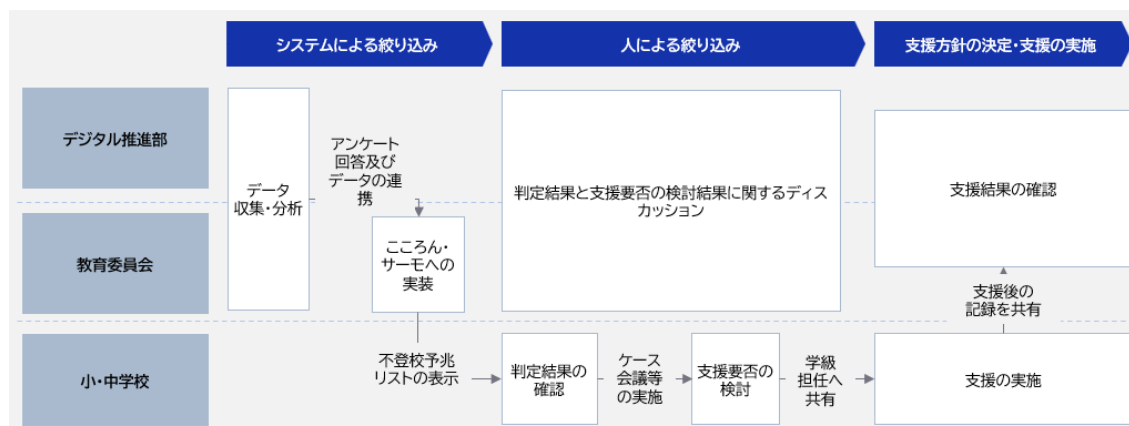 システムによる絞り込み
人による絞り込み
支援方針の決定・支援の実施
デジタル推進部
教育委員会
小・中学校
データ
収集・分析
アンケート
回答及び
データの連
携
こころん・
サーモへの
実装
不登校予兆
リストの表示
判定結果と支援要否の検討結果に関するディス
カッション
判定結果の
確認
ケース
会議等
の実施
支援要否の
検討
学級
担任へ
共有
支援結果の確認
支援後の
記録を共有
支援の実施